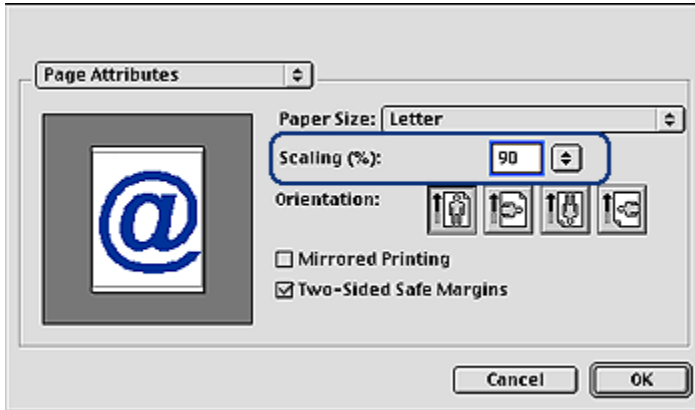 Page Attributes
Paper Size: Letter
Scaling (%): 90
Orientation:
@
Mirrored Printing
Two-Sided Safe Margins
Cancel OK